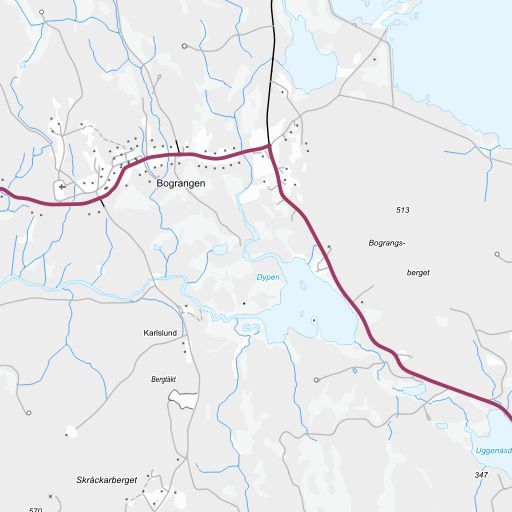 Bograngen
513
Bograngs-
berget
Dypen
Karlslund
Bergtäkt
Skråckarberget
570
Uggenäsd
347